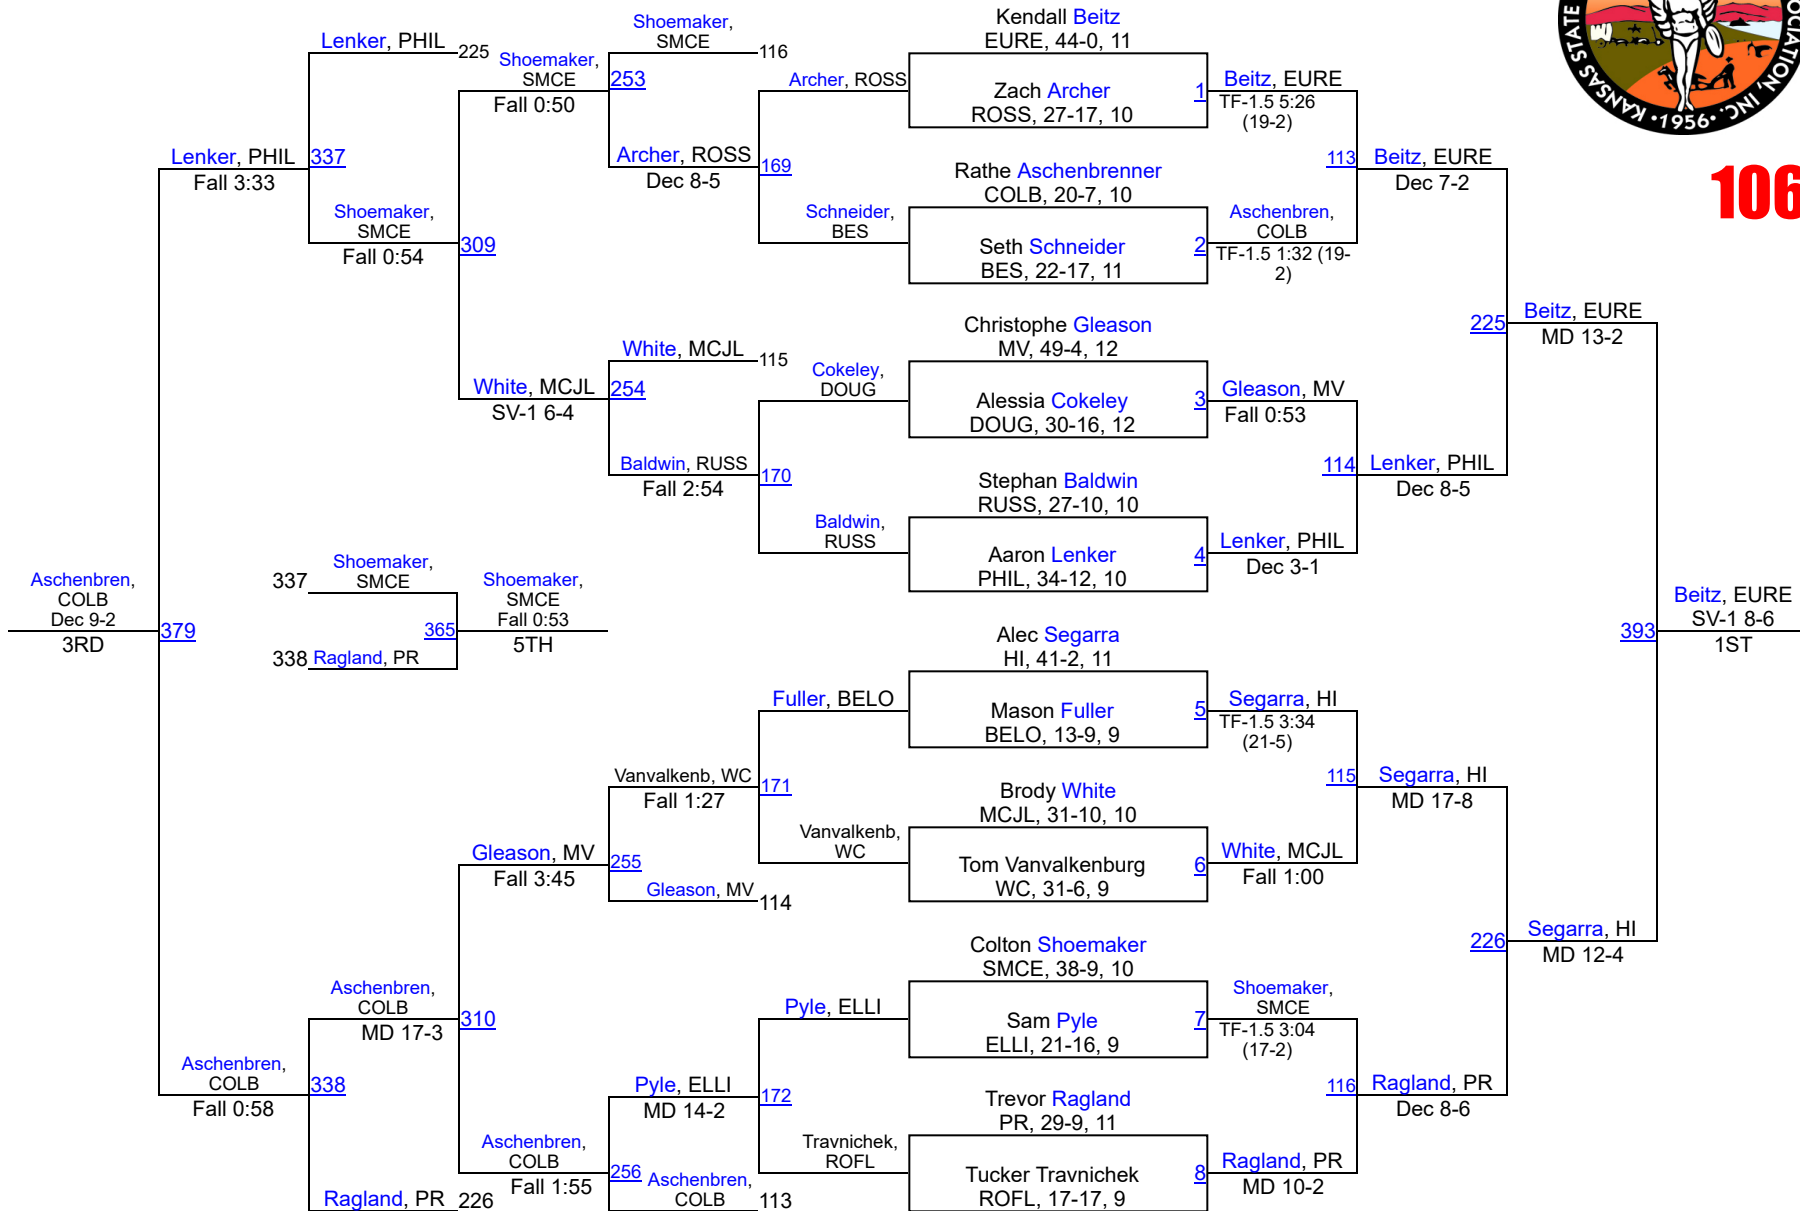 KANSAS STATE
OCIATION, INC.
•1956•
106
Kendall Beitz
EURE, 44-0, 11
Zach Archer
ROSS, 27-17, 10
1
Rathe Aschenbrenner
COLB, 20-7, 10
Seth Schneider
BES, 22-17, 11
2
Christophe Gleason
MV, 49-4, 12
Alessia Cokeley
DOUG, 30-16, 12
3
Stephan Baldwin
RUSS, 27-10, 10
Aaron Lenker
PHIL, 34-12, 10
4
Alec Segarra
HI, 41-2, 11
Mason Fuller
BELO, 13-9, 9
5
Brody White
MCJL, 31-10, 10
Tom Vanvalkenburg
WC, 31-6, 9
6
Colton Shoemaker
SMCE, 38-9, 10
Sam Pyle
ELLI, 21-16, 9
7
Trevor Ragland
PR, 29-9, 11
Tucker Travnichek
ROFL, 17-17, 9
8
Beitz, EURE
TF-1.5 5:26
(19-2)
Aschenbren,
COLB
TF-1.5 1:32 (19-
2)
Gleason, MV
Fall 0:53
Lenker, PHIL
Dec 3-1
Segarra, HI
TF-1.5 3:34
(21-5)
White, MCJL
Fall 1:00
Shoemaker,
SMCE
TF-1.5 3:04
(17-2)
Ragland, PR
MD 10-2
113
Beitz, EURE
Dec 7-2
114
Lenker, PHIL
Dec 8-5
115
Segarra, HI
MD 17-8
116
Ragland, PR
Dec 8-6
225
Beitz, EURE
MD 13-2
226
Segarra, HI
MD 12-4
393
Beitz, EURE
SV-1 8-6
1ST
Archer, ROSS
Schneider,
BES
Cokeley,
DOUG
Baldwin,
RUSS
Fuller, BELO
Vanvalkenb,
WC
Pyle, ELLI
Travnichek,
ROFL
Shoemaker,
SMCE
116
Archer, ROSS
Dec 8-5
169
White, MCJL
115
Baldwin, RUSS
Fall 2:54
170
Vanvalkenb, WC
Fall 1:27
171
Gleason, MV
114
Pyle, ELLI
MD 14-2
172
Aschenbren,
COLB
113
Shoemaker,
SMCE
Fall 0:50
253
White, MCJL
SV-1 6-4
254
Gleason, MV
Fall 3:45
255
Aschenbren,
COLB
Fall 1:55
256
Lenker, PHIL
225
Shoemaker,
SMCE
Fall 0:54
309
Aschenbren,
COLB
MD 17-3
310
Ragland, PR
226
Lenker, PHIL
Fall 3:33
337
Aschenbren,
COLB
Fall 0:58
338
Aschenbren,
COLB
Dec 9-2
3RD
379
337
Shoemaker,
SMCE
338
Ragland, PR
365
Shoemaker,
SMCE
Fall 0:53
5TH